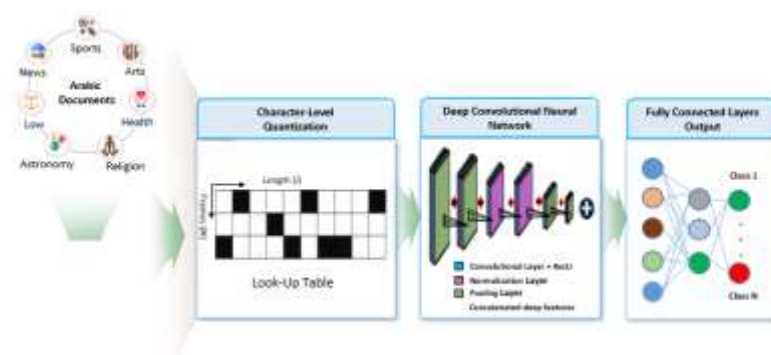 Sports
News
Arts
Arabic
Documents
Low
Health
Astronomy
Religion
Character-Level
Quantization
Length (l)
Look-Up Table
Deep Convolutional Neural
Network
Convolutional Layer + ReLU
Normalization Layer
Pooling Layer
Concatenated deep features
Fully Connected Layers
Output
Class 1
Class N